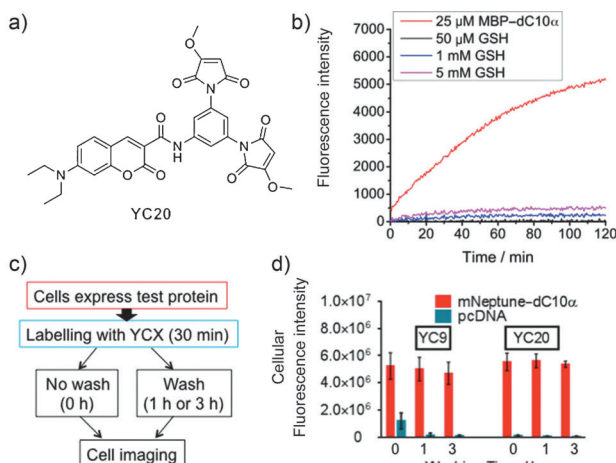 a)
O
O
O
N
O
N
H
O
N
O
O
N
O
O
O
YC20
b)
Fluorescence intensity
7000
6000
5000
4000
3000
2000
1000
0
25 µM MBP–dC10α
50 µM GSH
1 mM GSH
5 mM GSH
0 20 40 60 80 100 120
Time / min
c)
Cells express test protein
Labelling with YCX (30 min)
No wash
(0 h)
Wash
(1 h or 3 h)
Cell imaging
d)
Cellular
Fluorescence intensity
1.0×10⁷
8.0×10⁶
6.0×10⁶
4.0×10⁶
2.0×10⁶
0.0
mNeptune–dC10α
pcDNA
YC9
YC20
0 1 3 0 1 3